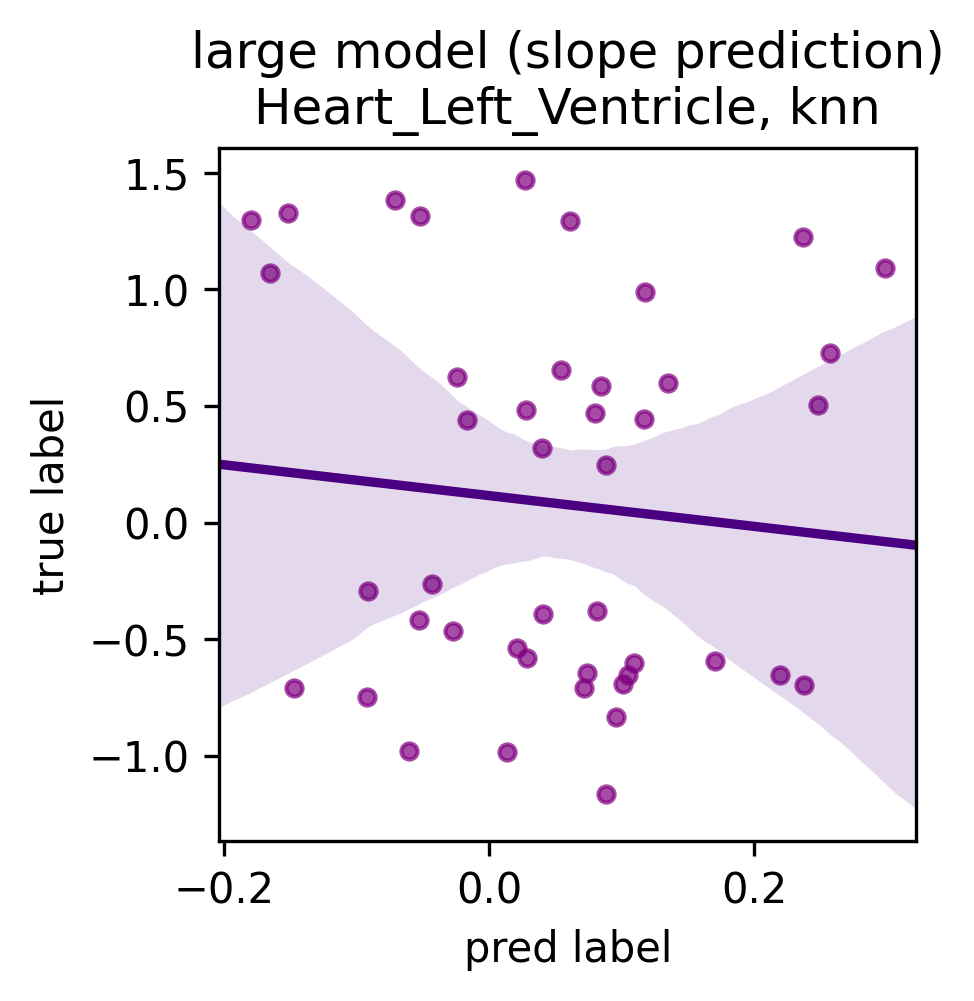 large model (slope prediction)
Heart_Left_Ventricle, knn
1.5
1.0
0.5
0.0
−0.5
−1.0
true label
−0.2
0.0
0.2
pred label